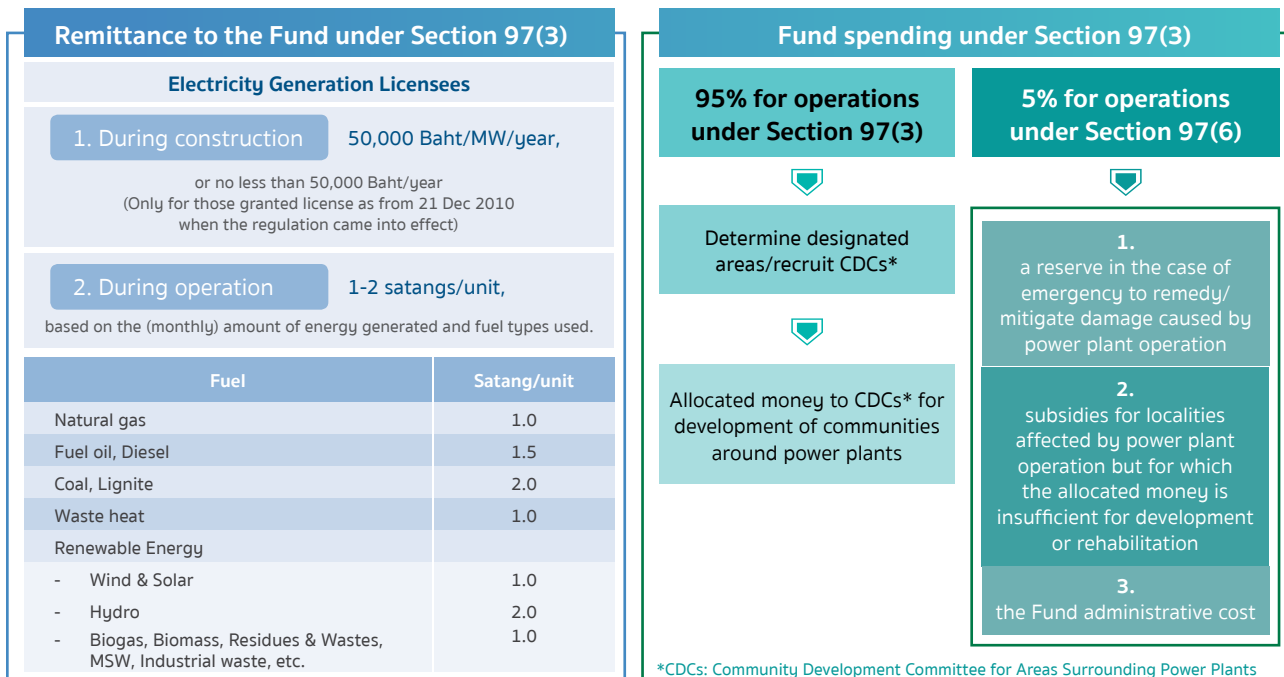 Remittance to the Fund under Section 97(3)
Electricity Generation Licensees
1. During construction 50,000 Baht/MW/year,
or no less than 50,000 Baht/year
(Only for those granted license as from 21 Dec 2010
when the regulation came into effect)
2. During operation 1-2 satangs/unit,
based on the (monthly) amount of energy generated and fuel types used.
Fuel Satang/unit
Natural gas 1.0
Fuel oil, Diesel 1.5
Coal, Lignite 2.0
Waste heat 1.0
Renewable Energy
- Wind & Solar 1.0
- Hydro 2.0
- Biogas, Biomass, Residues & Wastes, 1.0
MSW, Industrial waste, etc.
Fund spending under Section 97(3)
95% for operations
under Section 97(3)
Determine designated
areas/recruit CDCs*
Allocated money to CDCs* for
development of communities
around power plants
5% for operations
under Section 97(6)
1.
a reserve in the case of
emergency to remedy/
mitigate damage caused by
power plant operation
2.
subsidies for localities
affected by power plant
operation but for which
the allocated money is
insufficient for development
or rehabilitation
3.
the Fund administrative cost
*CDCs: Community Development Committee for Areas Surrounding Power Plants